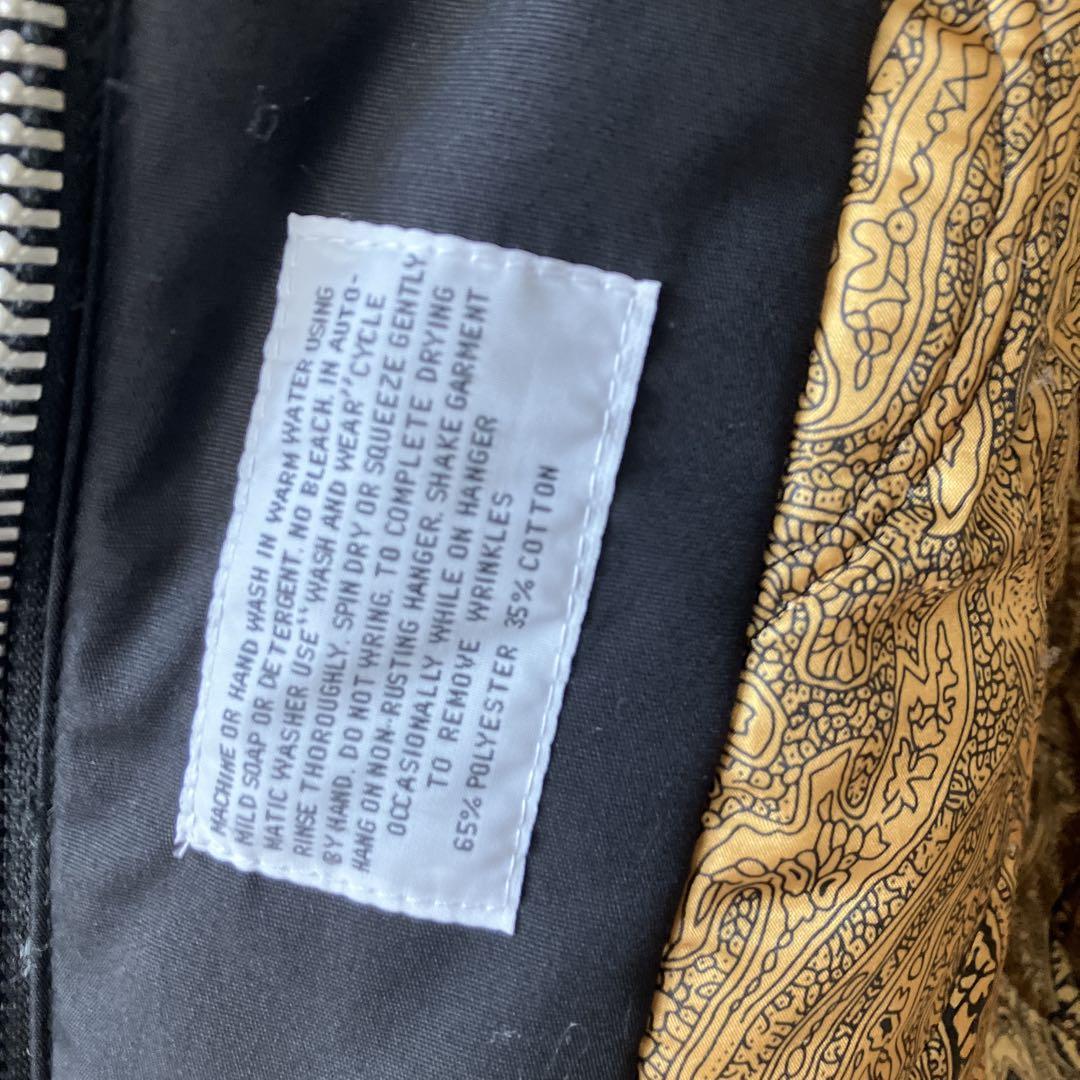 MACHINE OR HAND WASH IN WARM WATER USING
MILD SOAP OR DETERGENT. NO BLEACH. IN AUTO-
MATIC WASHER USE "WASH AND WEAR" CYCLE
RINSE THOROUGHLY. SPIN DRY OR SQUEEZE GENTLY
BY HAND. DO NOT WRING. TO COMPLETE DRYING
HANG ON NON-RUSTING HANGER. SHAKE GARMENT
OCCASIONALLY WHILE ON HANGER
TO REMOVE WRINKLES
65% POLYESTER 35% COTTON